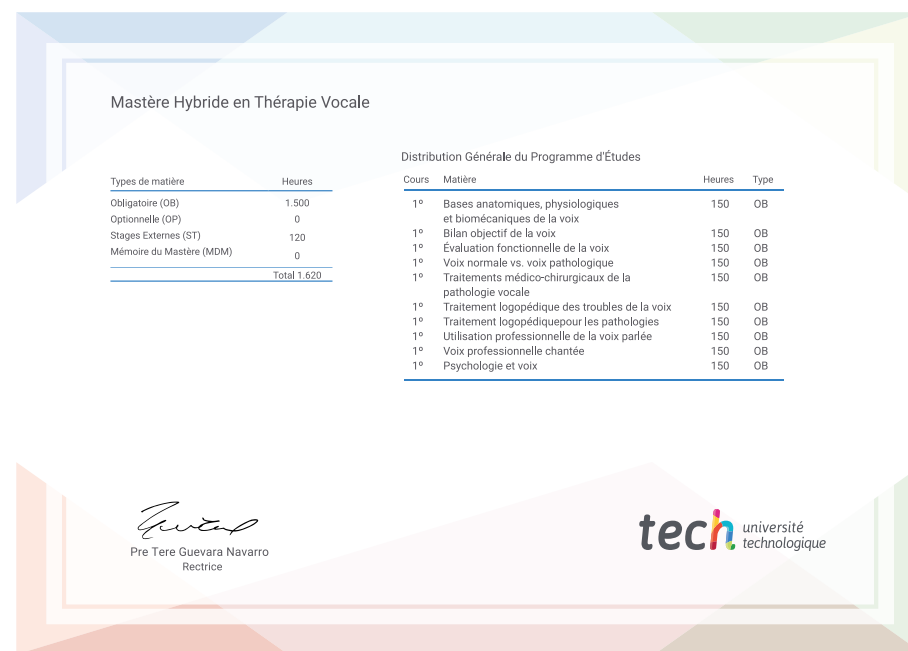 Mastère Hybride en Thérapie Vocale
Types de matière Heures
Obligatoire (OB) 1.500
Optionnelle (OP) 0
Stages Externes (ST) 120
Mémoire du Mastère (MDM) 0
Total 1.620
Distribution Générale du Programme d'Études
Cours Matière Heures Type
1º Bases anatomiques, physiologiques 150 OB
et biomécaniques de la voix
1º Bilan objectif de la voix 150 OB
1º Évaluation fonctionnelle de la voix 150 OB
1º Voix normale vs. voix pathologique 150 OB
1º Traitements médico-chirurgicaux de la 150 OB
pathologie vocale
1º Traitement logopédique des troubles de la voix 150 OB
1º Traitement logopédiquepour les pathologies 150 OB
1º Utilisation professionnelle de la voix parlée 150 OB
1º Voix professionnelle chantée 150 OB
1º Psychologie et voix 150 OB
Pre Tere Guevara Navarro
Rectrice
tech université
technologique